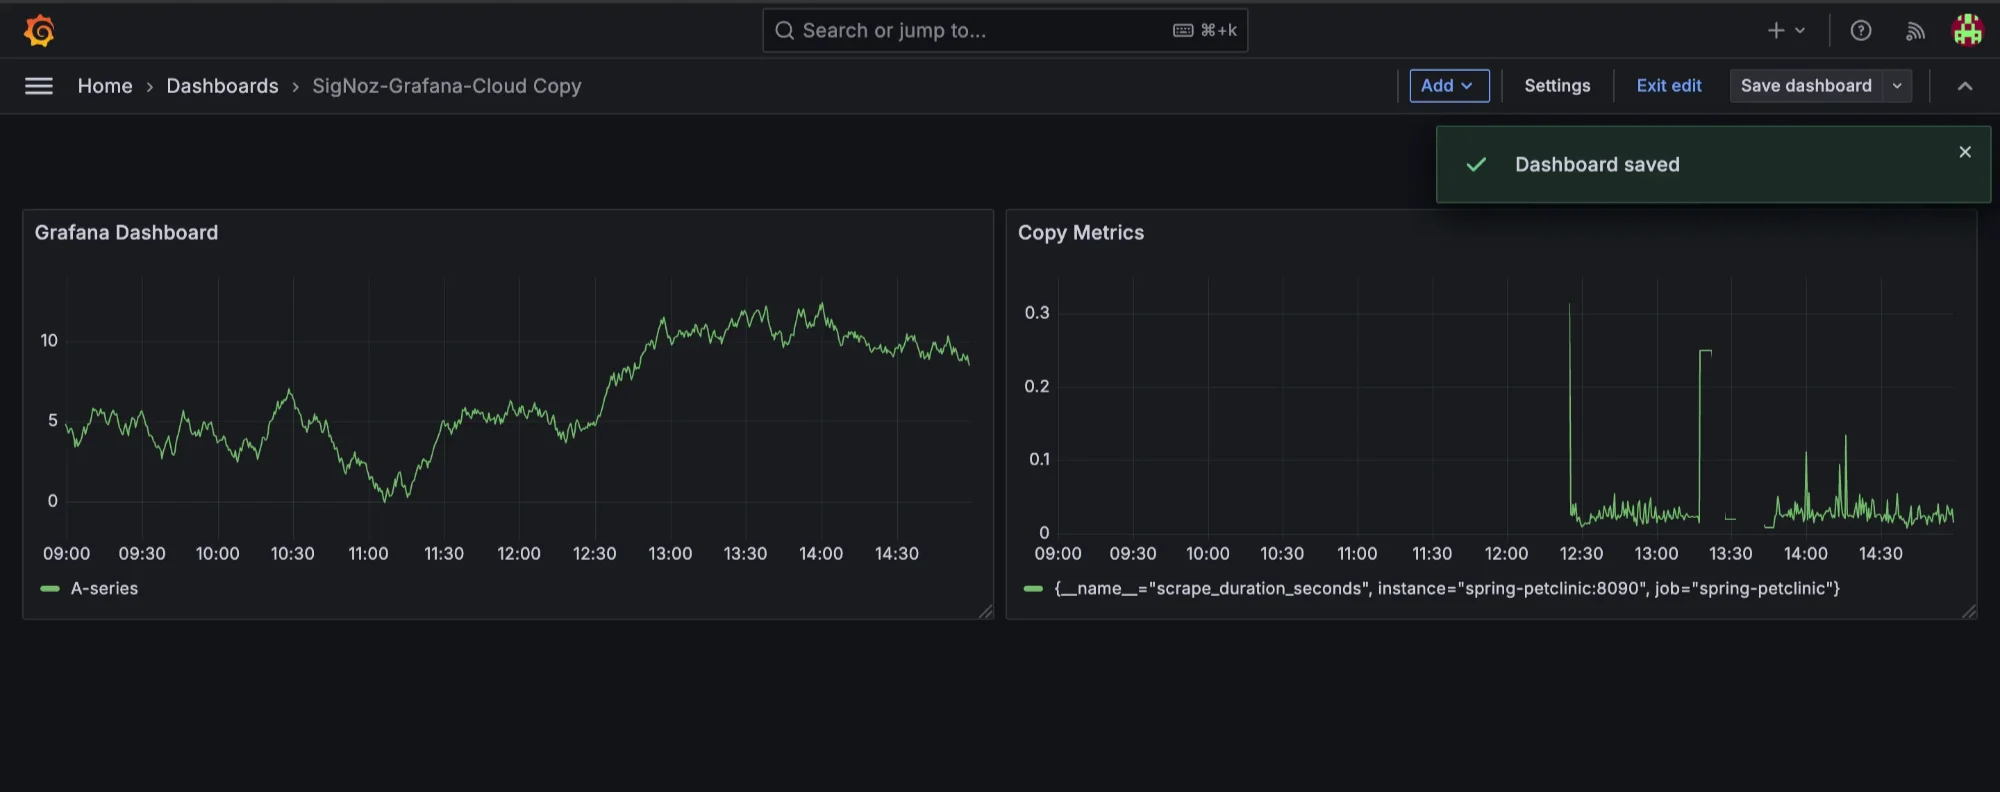 Search or jump to...
⌘+k
Home › Dashboards › SigNoz-Grafana-Cloud Copy
Add
Settings
Exit edit
Save dashboard
Dashboard saved
Grafana Dashboard
10
5
0
09:00 09:30 10:00 10:30 11:00 11:30 12:00 12:30 13:00 13:30 14:00 14:30
A-series
Copy Metrics
0.3
0.2
0.1
0
09:00 09:30 10:00 10:30 11:00 11:30 12:00 12:30 13:00 13:30 14:00 14:30
{__name__="scrape_duration_seconds", instance="spring-petclinic:8090", job="spring-petclinic"}